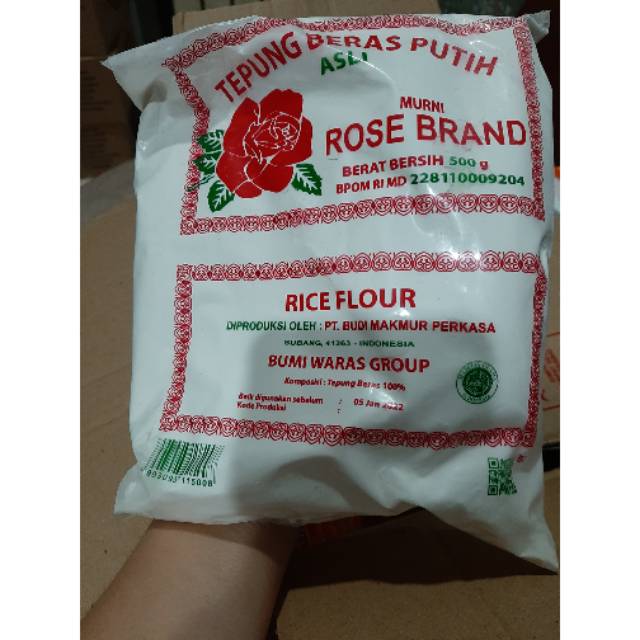 TEPUNG BERAS PUTIH
ASLI
MURNI
ROSE BRAND
BERAT BERSIH 500 g
BPOM RI MD 228110009204
RICE FLOUR
DIPRODUKSI OLEH : PT. BUDI MAKMUR PERKASA
SUBANG, 41263 - INDONESIA
BUMI WARAS GROUP
Komposisi : Tepung Beras 100%
Baik digunakan sebelum : 05 Jan 2022
Kode Produksi :